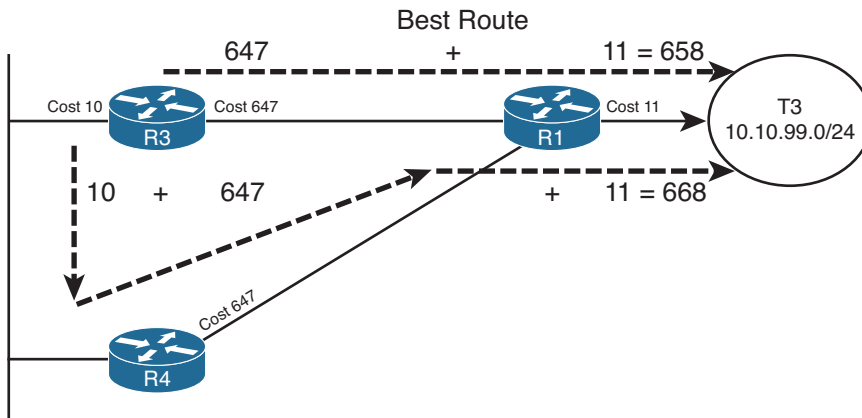 Best Route
647 + 11 = 658
Cost 10
Cost 647
Cost 11
R3
R1
T3
10.10.99.0/24
10 + 647 + 11 = 668
Cost 647
R4